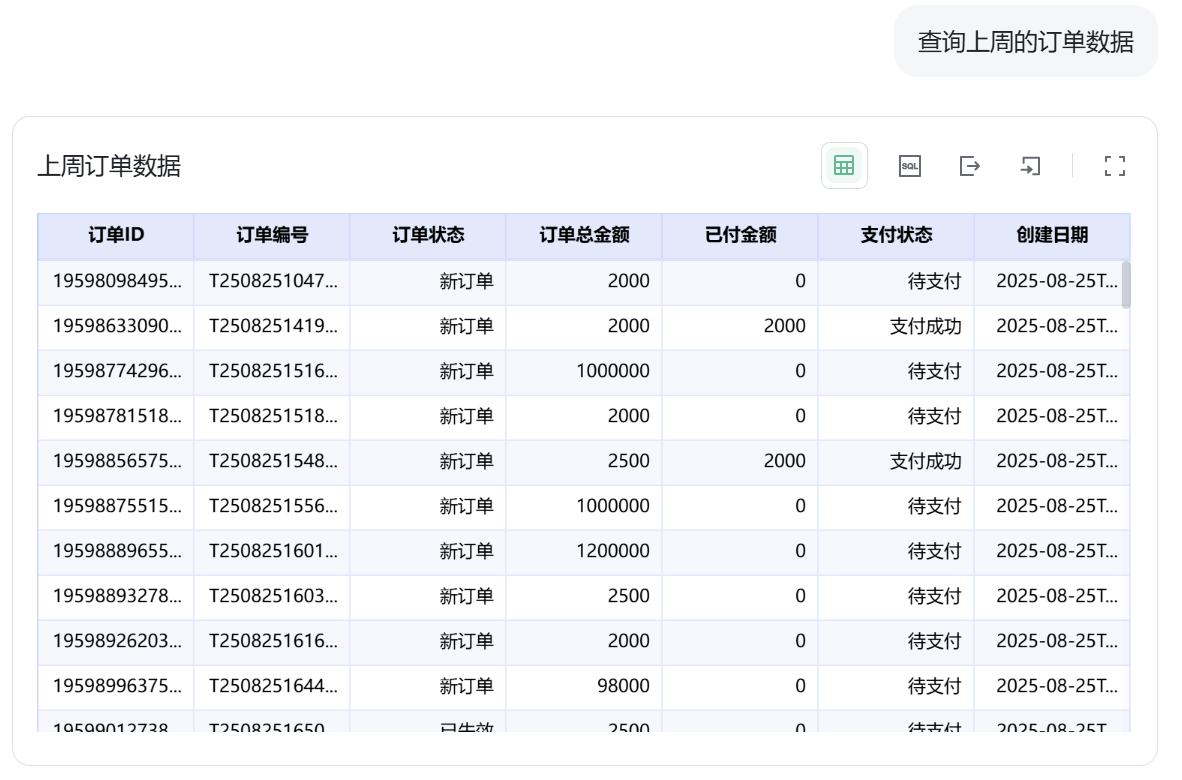 查询上周的订单数据
上周订单数据
SQL
订单ID 订单编号 订单状态 订单总金额 已付金额 支付状态 创建日期
19598098495... T2508251047... 新订单 2000 0 待支付 2025-08-25T...
19598633090... T2508251419... 新订单 2000 2000 支付成功 2025-08-25T...
19598774296... T2508251516... 新订单 1000000 0 待支付 2025-08-25T...
19598781518... T2508251518... 新订单 2000 0 待支付 2025-08-25T...
19598856575... T2508251548... 新订单 2500 2000 支付成功 2025-08-25T...
19598875515... T2508251556... 新订单 1000000 0 待支付 2025-08-25T...
19598889655... T2508251601... 新订单 1200000 0 待支付 2025-08-25T...
19598893278... T2508251603... 新订单 2500 0 待支付 2025-08-25T...
19598926203... T2508251616... 新订单 2000 0 待支付 2025-08-25T...
19598996375... T2508251644... 新订单 98000 0 待支付 2025-08-25T...
19599012738... T2508251650... 已失效 2500 0 待支付 2025-08-25T...